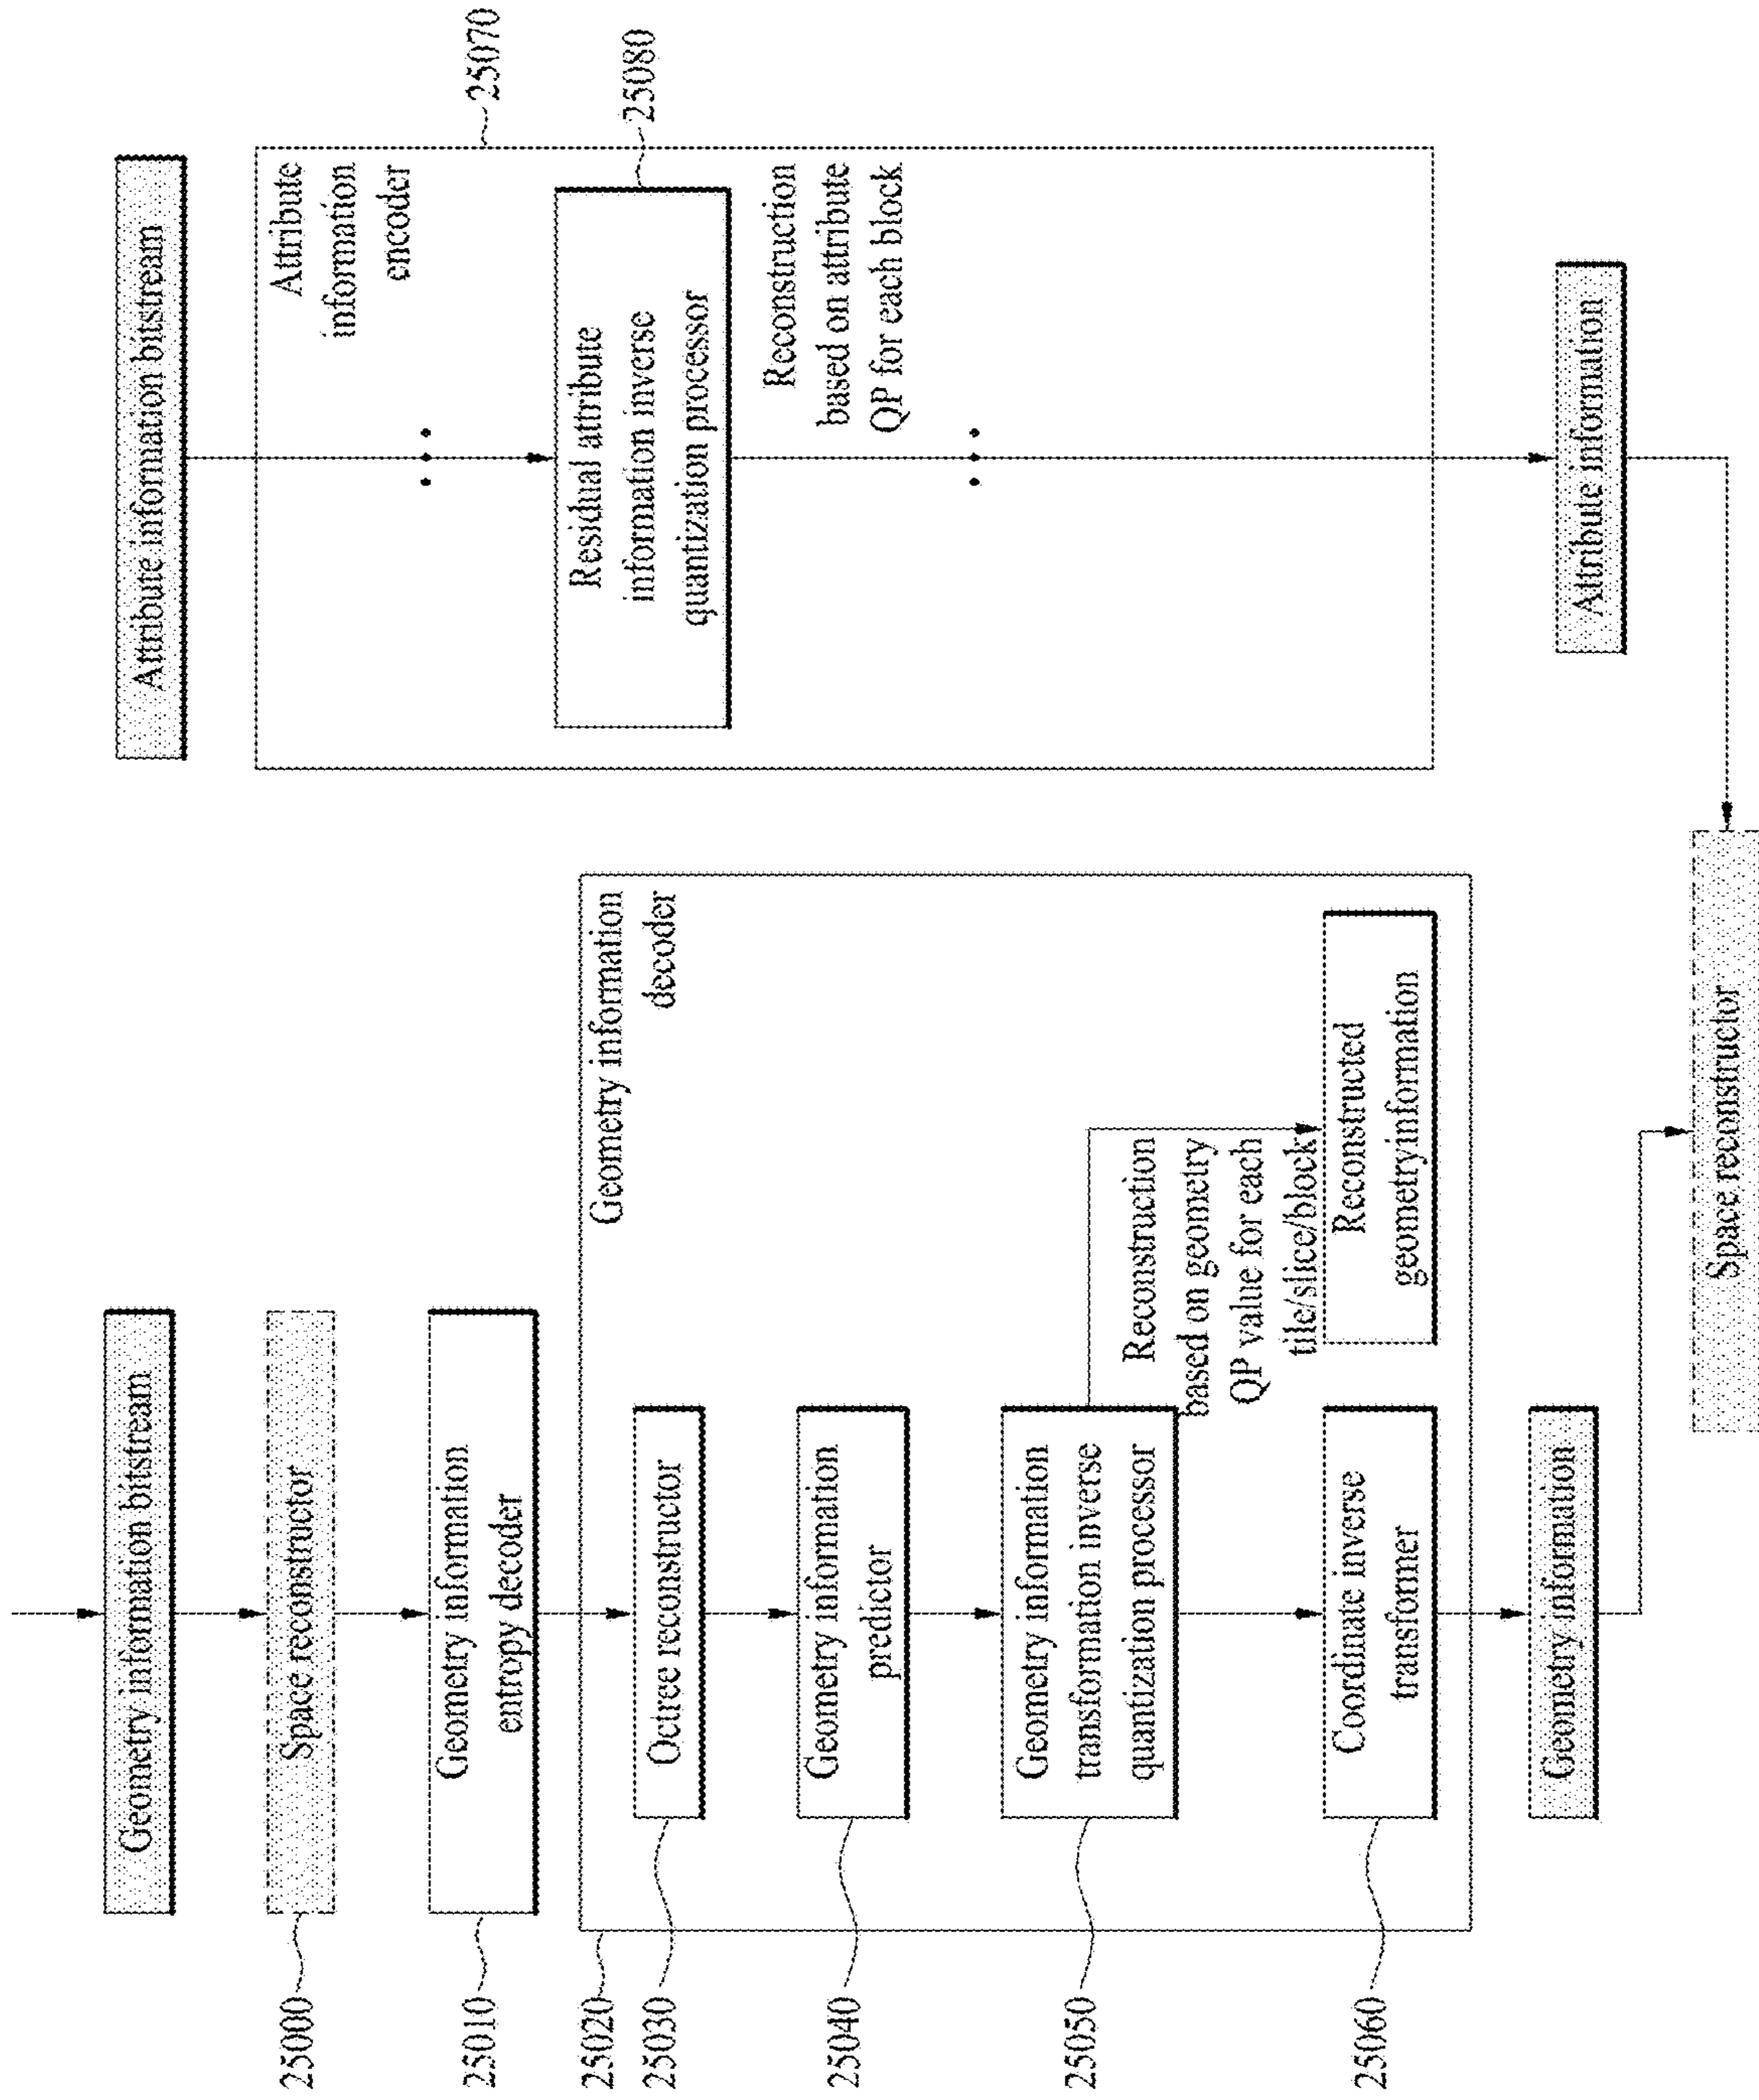 Geometry information bitstream
Space reconstructor
25000
Geometry information
entropy decoder
25010
Geometry information
decoder
25020
Octree reconstructor
25030
Geometry information
predictor
25040
Geometry information
transformation inverse
quantization processor
25050
Reconstruction
based on geometry
QP value for each
tile/slice/block
Coordinate inverse
transformer
25060
Reconstructed
geometryinformation
Geometry information
Attribute information bitstream
Attribute
information
encoder
25070
Residual attribute
information inverse
quantization processor
25080
Reconstruction
based on attribute
QP for each block
Attribute information
Space reconstructor